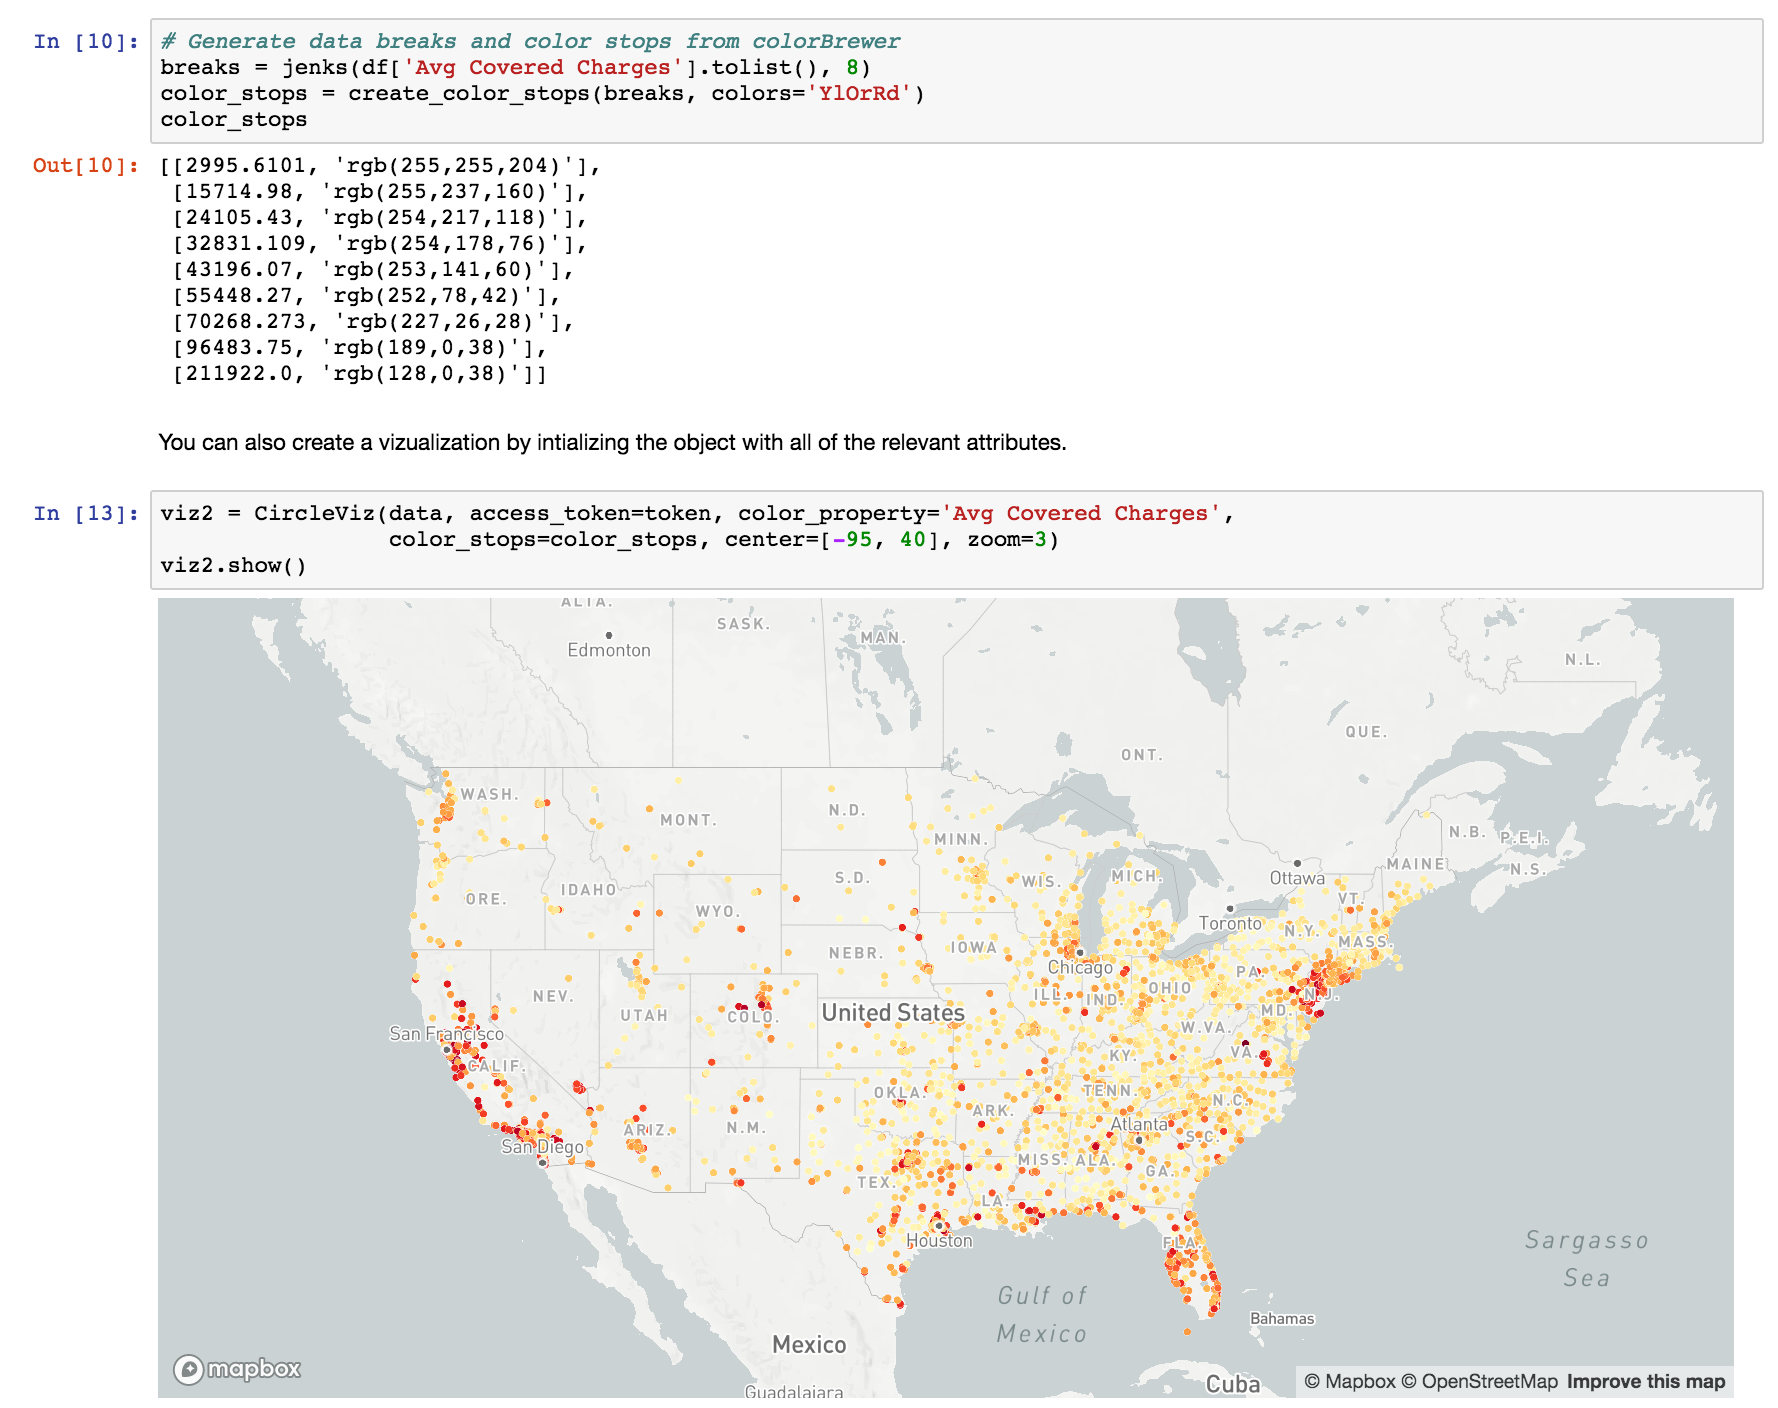 In [10]: # Generate data breaks and color stops from colorBrewer
breaks = jenks(df['Avg Covered Charges'].tolist(), 8)
color_stops = create_color_stops(breaks, colors='YlOrRd')
color_stops
Out[10]: [[2995.6101, 'rgb(255,255,204)'],
[15714.98, 'rgb(255,237,160)'],
[24105.43, 'rgb(254,217,118)'],
[32831.109, 'rgb(254,178,76)'],
[43196.07, 'rgb(253,141,60)'],
[55448.27, 'rgb(252,78,42)'],
[70268.273, 'rgb(227,26,28)'],
[96483.75, 'rgb(189,0,38)'],
[211922.0, 'rgb(128,0,38)']]
You can also create a vizualization by intializing the object with all of the relevant attributes.
In [13]: viz2 = CircleViz(data, access_token=token, color_property='Avg Covered Charges',
color_stops=color_stops, center=[-95, 40], zoom=3)
viz2.show()
ALTA.
SASK.
MAN.
Edmonton
N.L.
QUE.
ONT.
WASH.
MONT.
N.D.
MINN.
N.B.
P.E.I.
MAINE
N.S.
Ottawa
ORE.
IDAHO
WYO.
S.D.
WIS.
MICH.
VT.
Toronto
N.Y.
MASS.
NEBR.
IOWA
Chicago
PA.
NEV.
UTAH
COLO.
United States
ILL.
IND.
OHIO
N.J.
MD.
San Francisco
CALIF.
W.VA.
KY.
VA.
OKLA.
ARK.
TENN.
N.C.
San Diego
ARIZ.
N.M.
Atlanta
S.C.
TEX.
MISS.
ALA.
GA.
LA.
Houston
FLA.
Sargasso
Sea
Gulf of
Mexico
Bahamas
Mexico
Cuba
Guadalajara
mapbox
© Mapbox © OpenStreetMap Improve this map